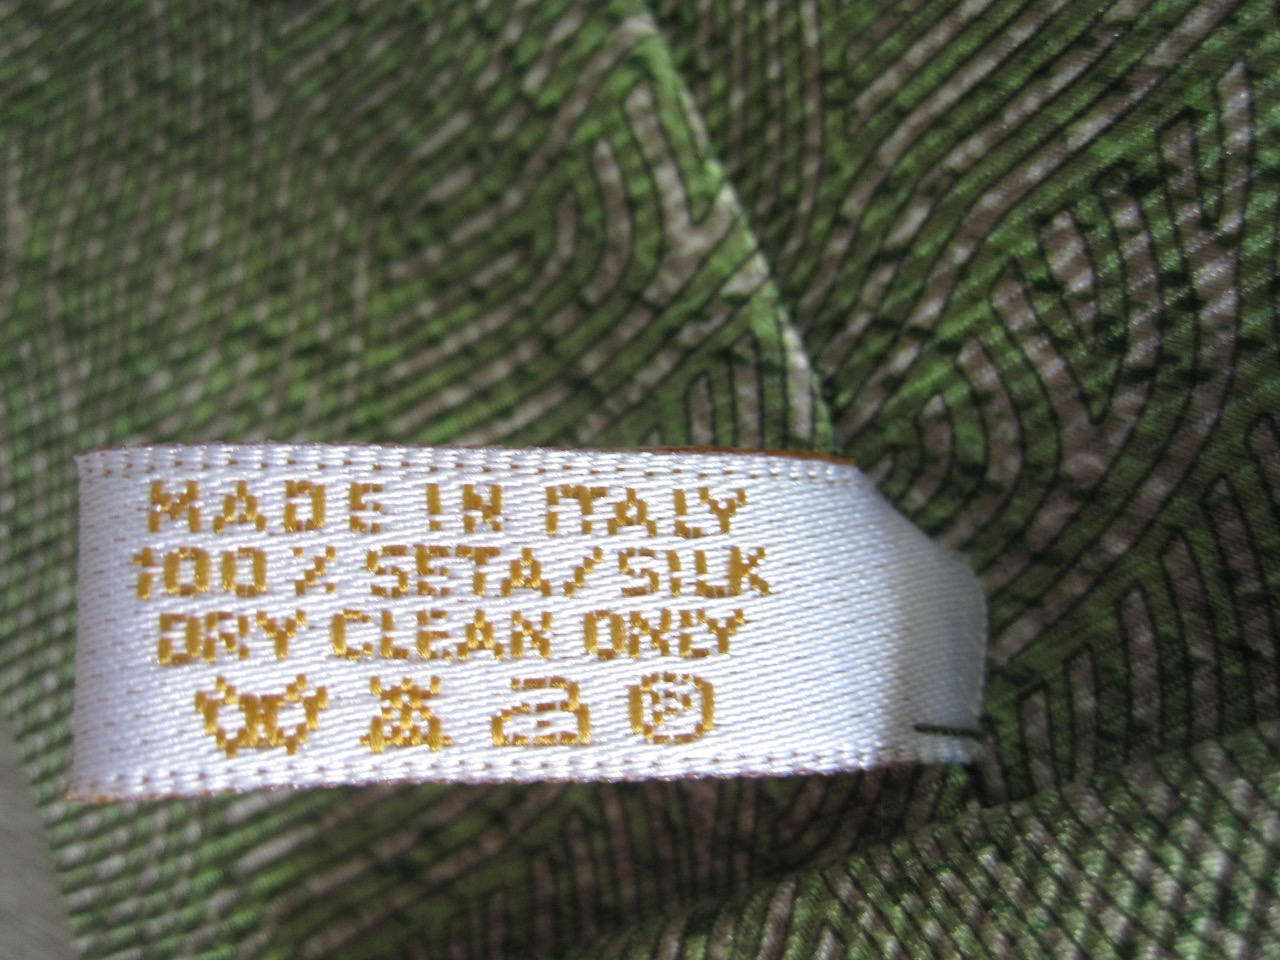 MADE IN ITALY
100% SETA/SILK
DRY CLEAN ONLY